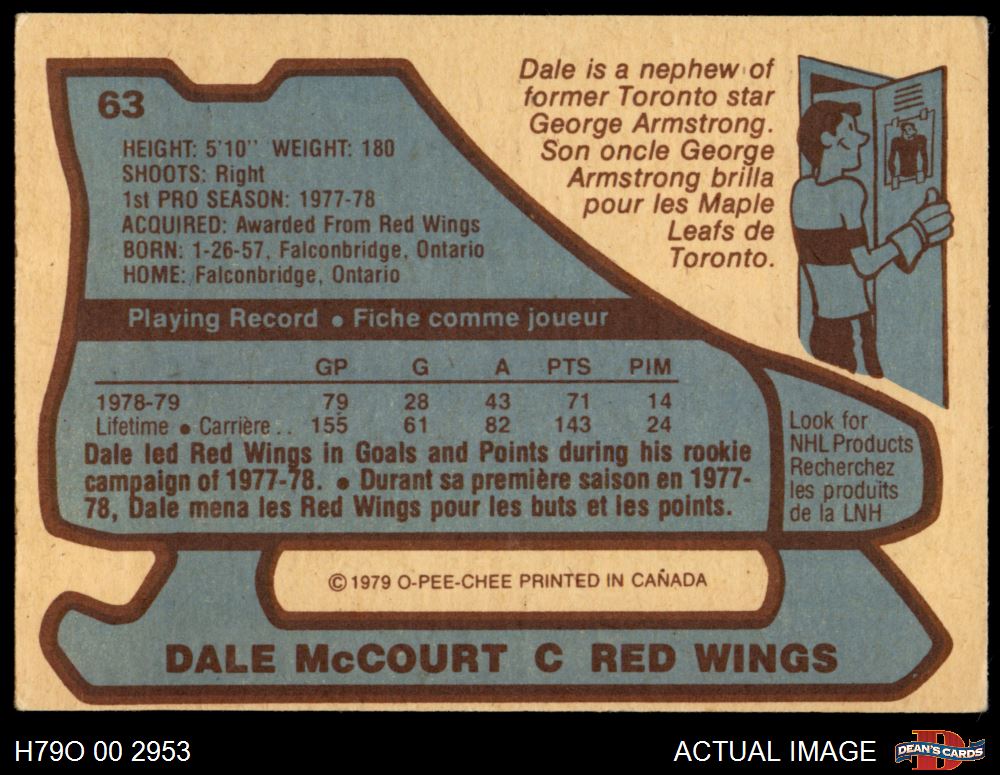 63
HEIGHT: 5'10" WEIGHT: 180
SHOOTS: Right
1st PRO SEASON: 1977-78
ACQUIRED: Awarded From Red Wings
BORN: 1-26-57, Falconbridge, Ontario
HOME: Falconbridge, Ontario
Dale is a nephew of
former Toronto star
George Armstrong.
Son oncle George
Armstrong brilla
pour les Maple
Leafs de
Toronto.
Playing Record • Fiche comme joueur
GP G A PTS PIM
1978-79 79 28 43 71 14
Lifetime • Carrière . . 155 61 82 143 24
Dale led Red Wings in Goals and Points during his rookie
campaign of 1977-78. • Durant sa première saison en 1977-
78, Dale mena les Red Wings pour les buts et les points.
Look for
NHL Products
Recherchez
les produits
de la LNH
© 1979 O-PEE-CHEE PRINTED IN CANADA
DALE McCOURT C RED WINGS
H79O 00 2953
ACTUAL IMAGE
D
DEAN'S CARDS